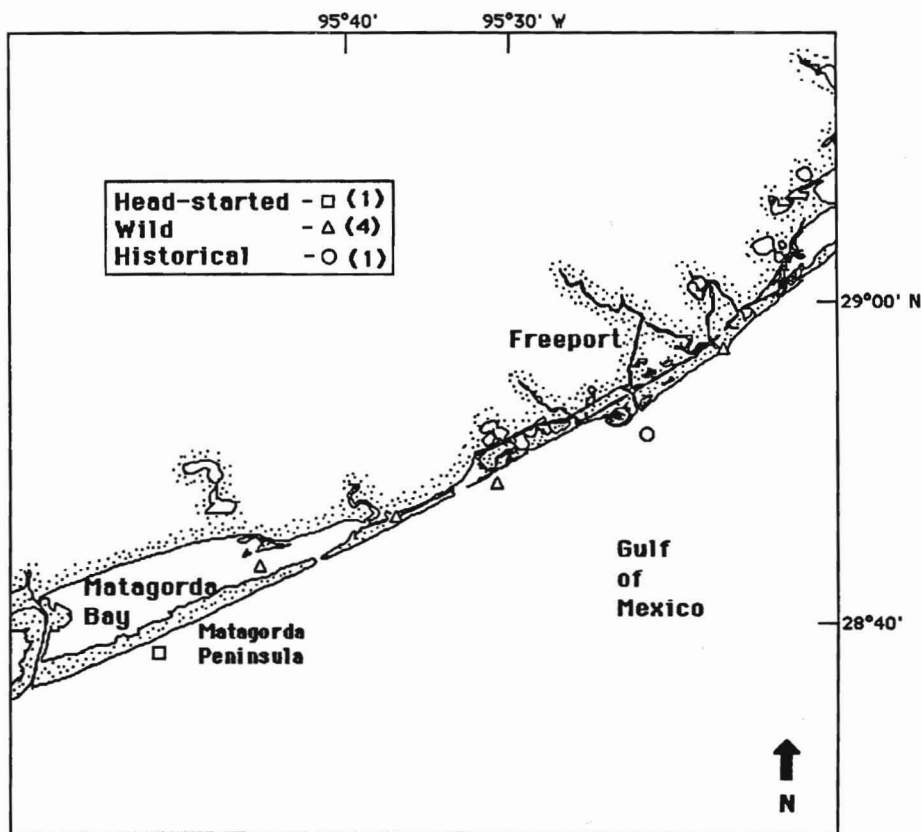 95°40' 95°30' W
Head-started - □ (1)
Wild - △ (4)
Historical - ○ (1)
29°00' N
Freeport
Gulf
of
Mexico
Matagorda
Bay
28°40'
Matagorda
Peninsula
N